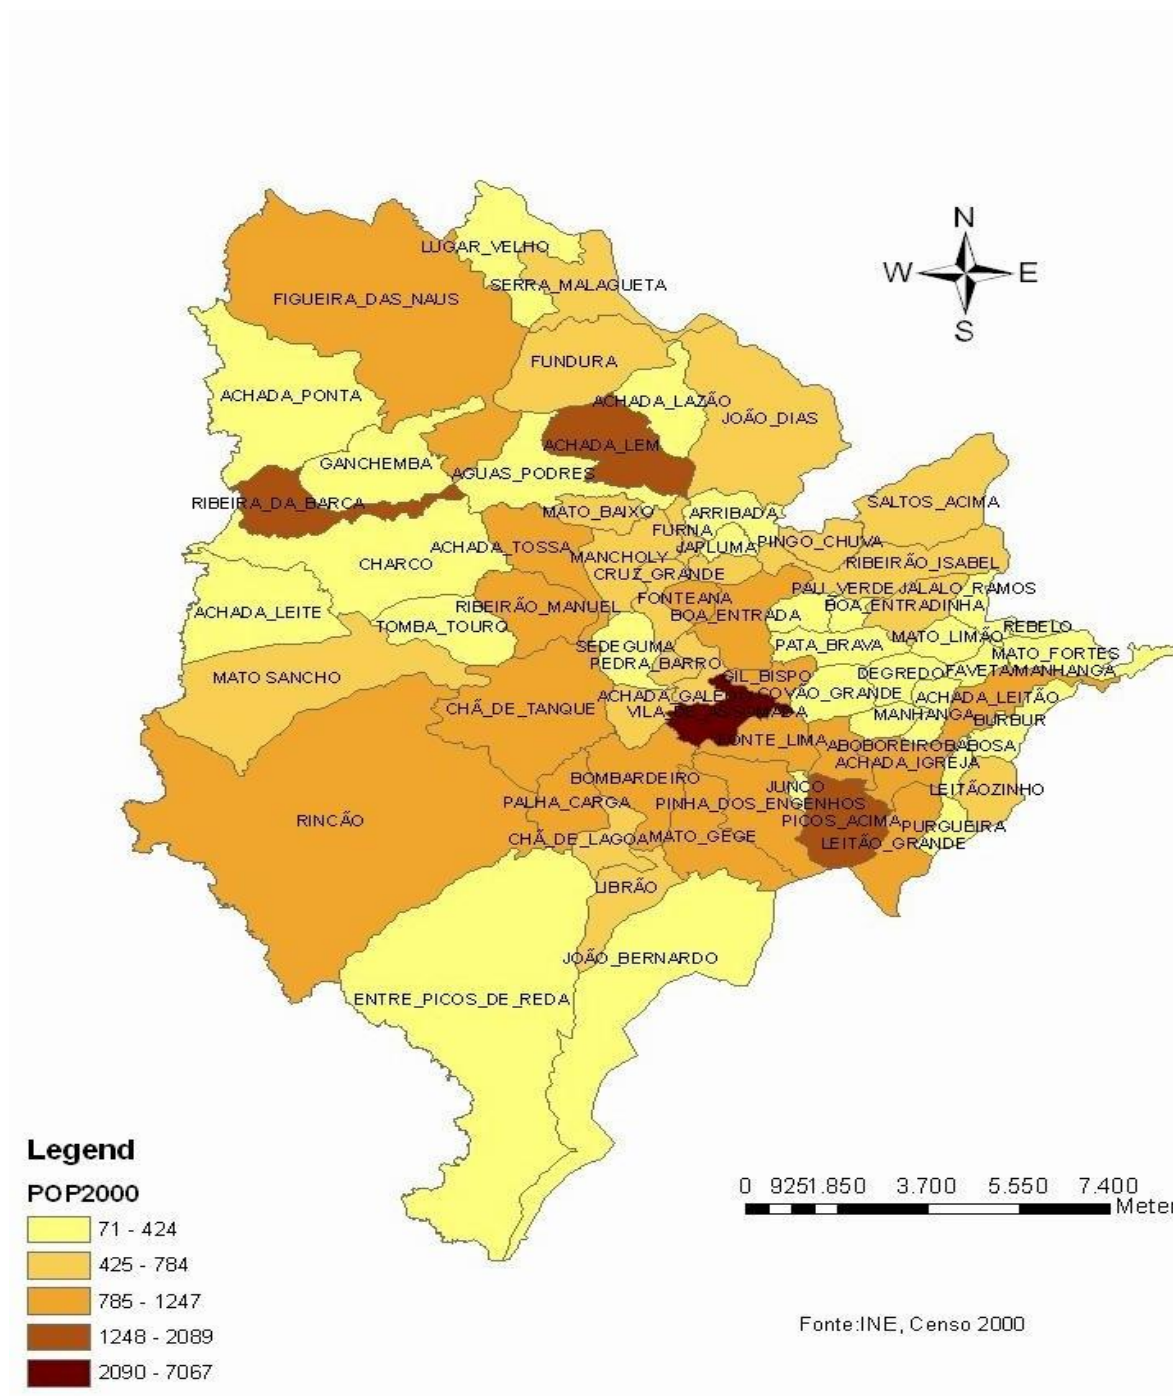 N
W E
S
LUGAR_VELHO
SERRA_MALAGUETA
FIGUEIRA_DAS_NAUS
FUNDURA
ACHADA_PONTA
ACHADA_LAZÃO
JOÃO_DIAS
ACHADA_LEM
GANCHEMBA
AGUAS_PODRES
RIBEIRA_DA_BARCA
SALTOS_ACIMA
MATO_BAIXO
ARRIBADA
FURNA
ACHADA_TOSSA
JAPLUMA
PINGO_CHUVA
MANCHOLY
CHARCO
RIBEIRÃO_ISABEL
CRUZ_GRANDE
PAU_VERDE
JALALO_RAMOS
FONTEANA
ACHADA_LEITE
RIBEIRÃO_MANUEL
BOA_ENTRADA
BOA_ENTRADINHA
TOMBA_TOURO
REBELO
SEDEGUMA
PATA_BRAVA
MATO_LIMÃO
MATO_FORTES
PEDRA_BARRO
MATO SANCHO
GIL_BISPO
DEGREDO
FAVETA
MANHANGA
ACHADA_GALEGO
COVÃO_GRANDE
ACHADA_LEITÃO
CHÃ_DE_TANQUE
VILA_DE_ASSOMADA
MANHANGA
BURBUR
FONTE_LIMA
ABOBOREIRO
BABOSA
ACHADA_IGREJA
BOMBARDEIRO
JUNCO
LEITÃOZINHO
PALHA_CARGA
PINHA_DOS_ENGENHOS
RINCÃO
PICOS_ACIMA
PURGUEIRA
CHÃ_DE_LAGOA
MATO_GEGE
LEITÃO_GRANDE
LIBRÃO
JOÃO_BERNARDO
ENTRE_PICOS_DE_REDA
Legend
POP2000
71 - 424
425 - 784
785 - 1247
1248 - 2089
2090 - 7067
0 9251.850 3.700 5.550 7.400
Meter
Fonte:INE, Censo 2000